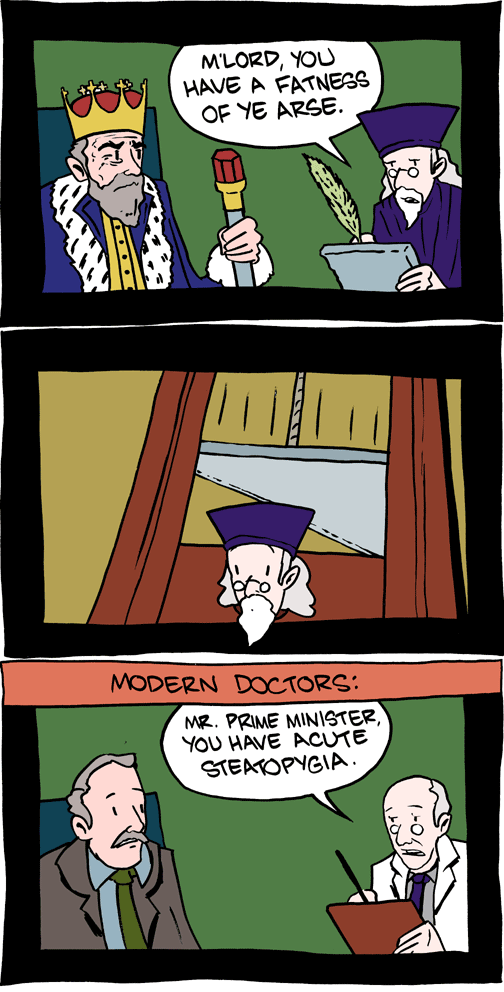 M'LORD, YOU
HAVE A FATNESS
OF YE ARSE.
MODERN DOCTORS:
MR. PRIME MINISTER,
YOU HAVE ACUTE
STEATOPYGIA.